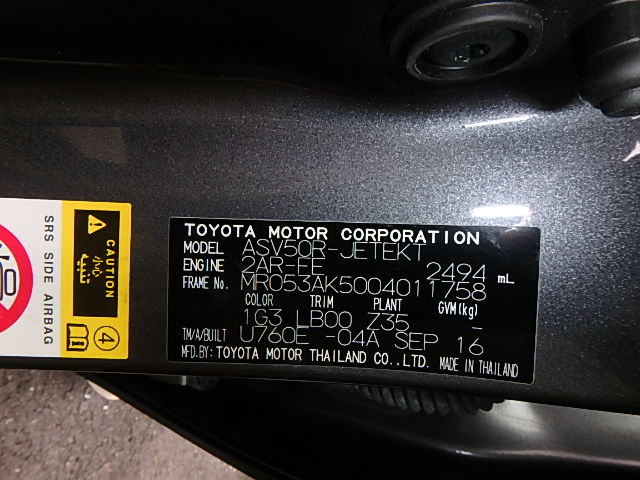 TOYOTA MOTOR CORPORATION
MODEL ASV50R-JETEKT
ENGINE 2AR-FE 2494 mL
FRAME No. MR053AK5004011758
COLOR TRIM PLANT GVM(kg)
1G3 LB00 Z35 -
TM/A/BUILT U760E -04A SEP 16
MFD.BY: TOYOTA MOTOR THAILAND CO.,LTD. MADE IN THAILAND
CAUTION
تنبيه
SRS SIDE AIRBAG
4